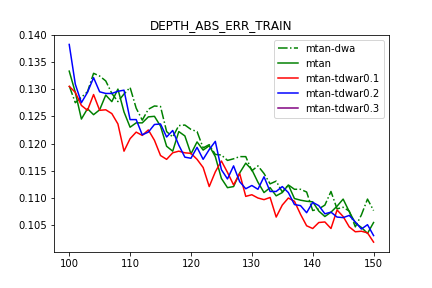 DEPTH_ABS_ERR_TRAIN
0.140
0.135
0.130
0.125
0.120
0.115
0.110
0.105
100
110
120
130
140
150
mtan-dwa
mtan
mtan-tdwar0.1
mtan-tdwar0.2
mtan-tdwar0.3